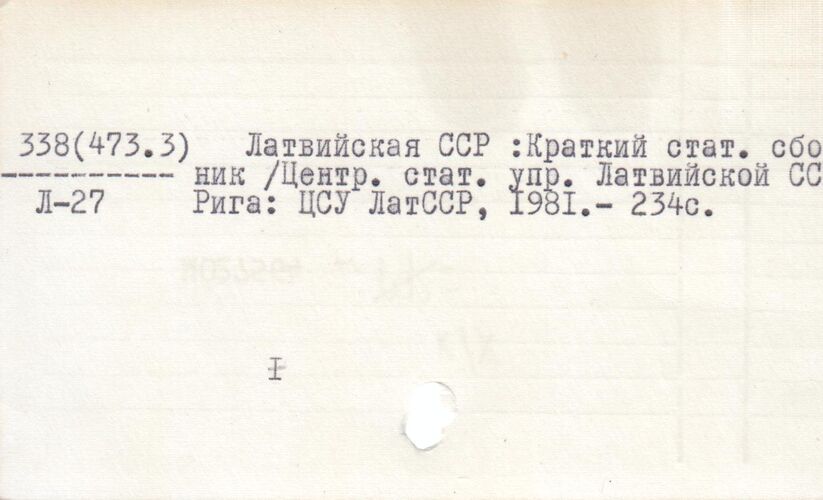 338(473.3) Латвийская ССР :Краткий стат. сбо
---------- ник /Центр. стат. упр. Латвийской СС
Л-27 Рига: ЦСУ ЛатССР, I98I.- 234с.
I